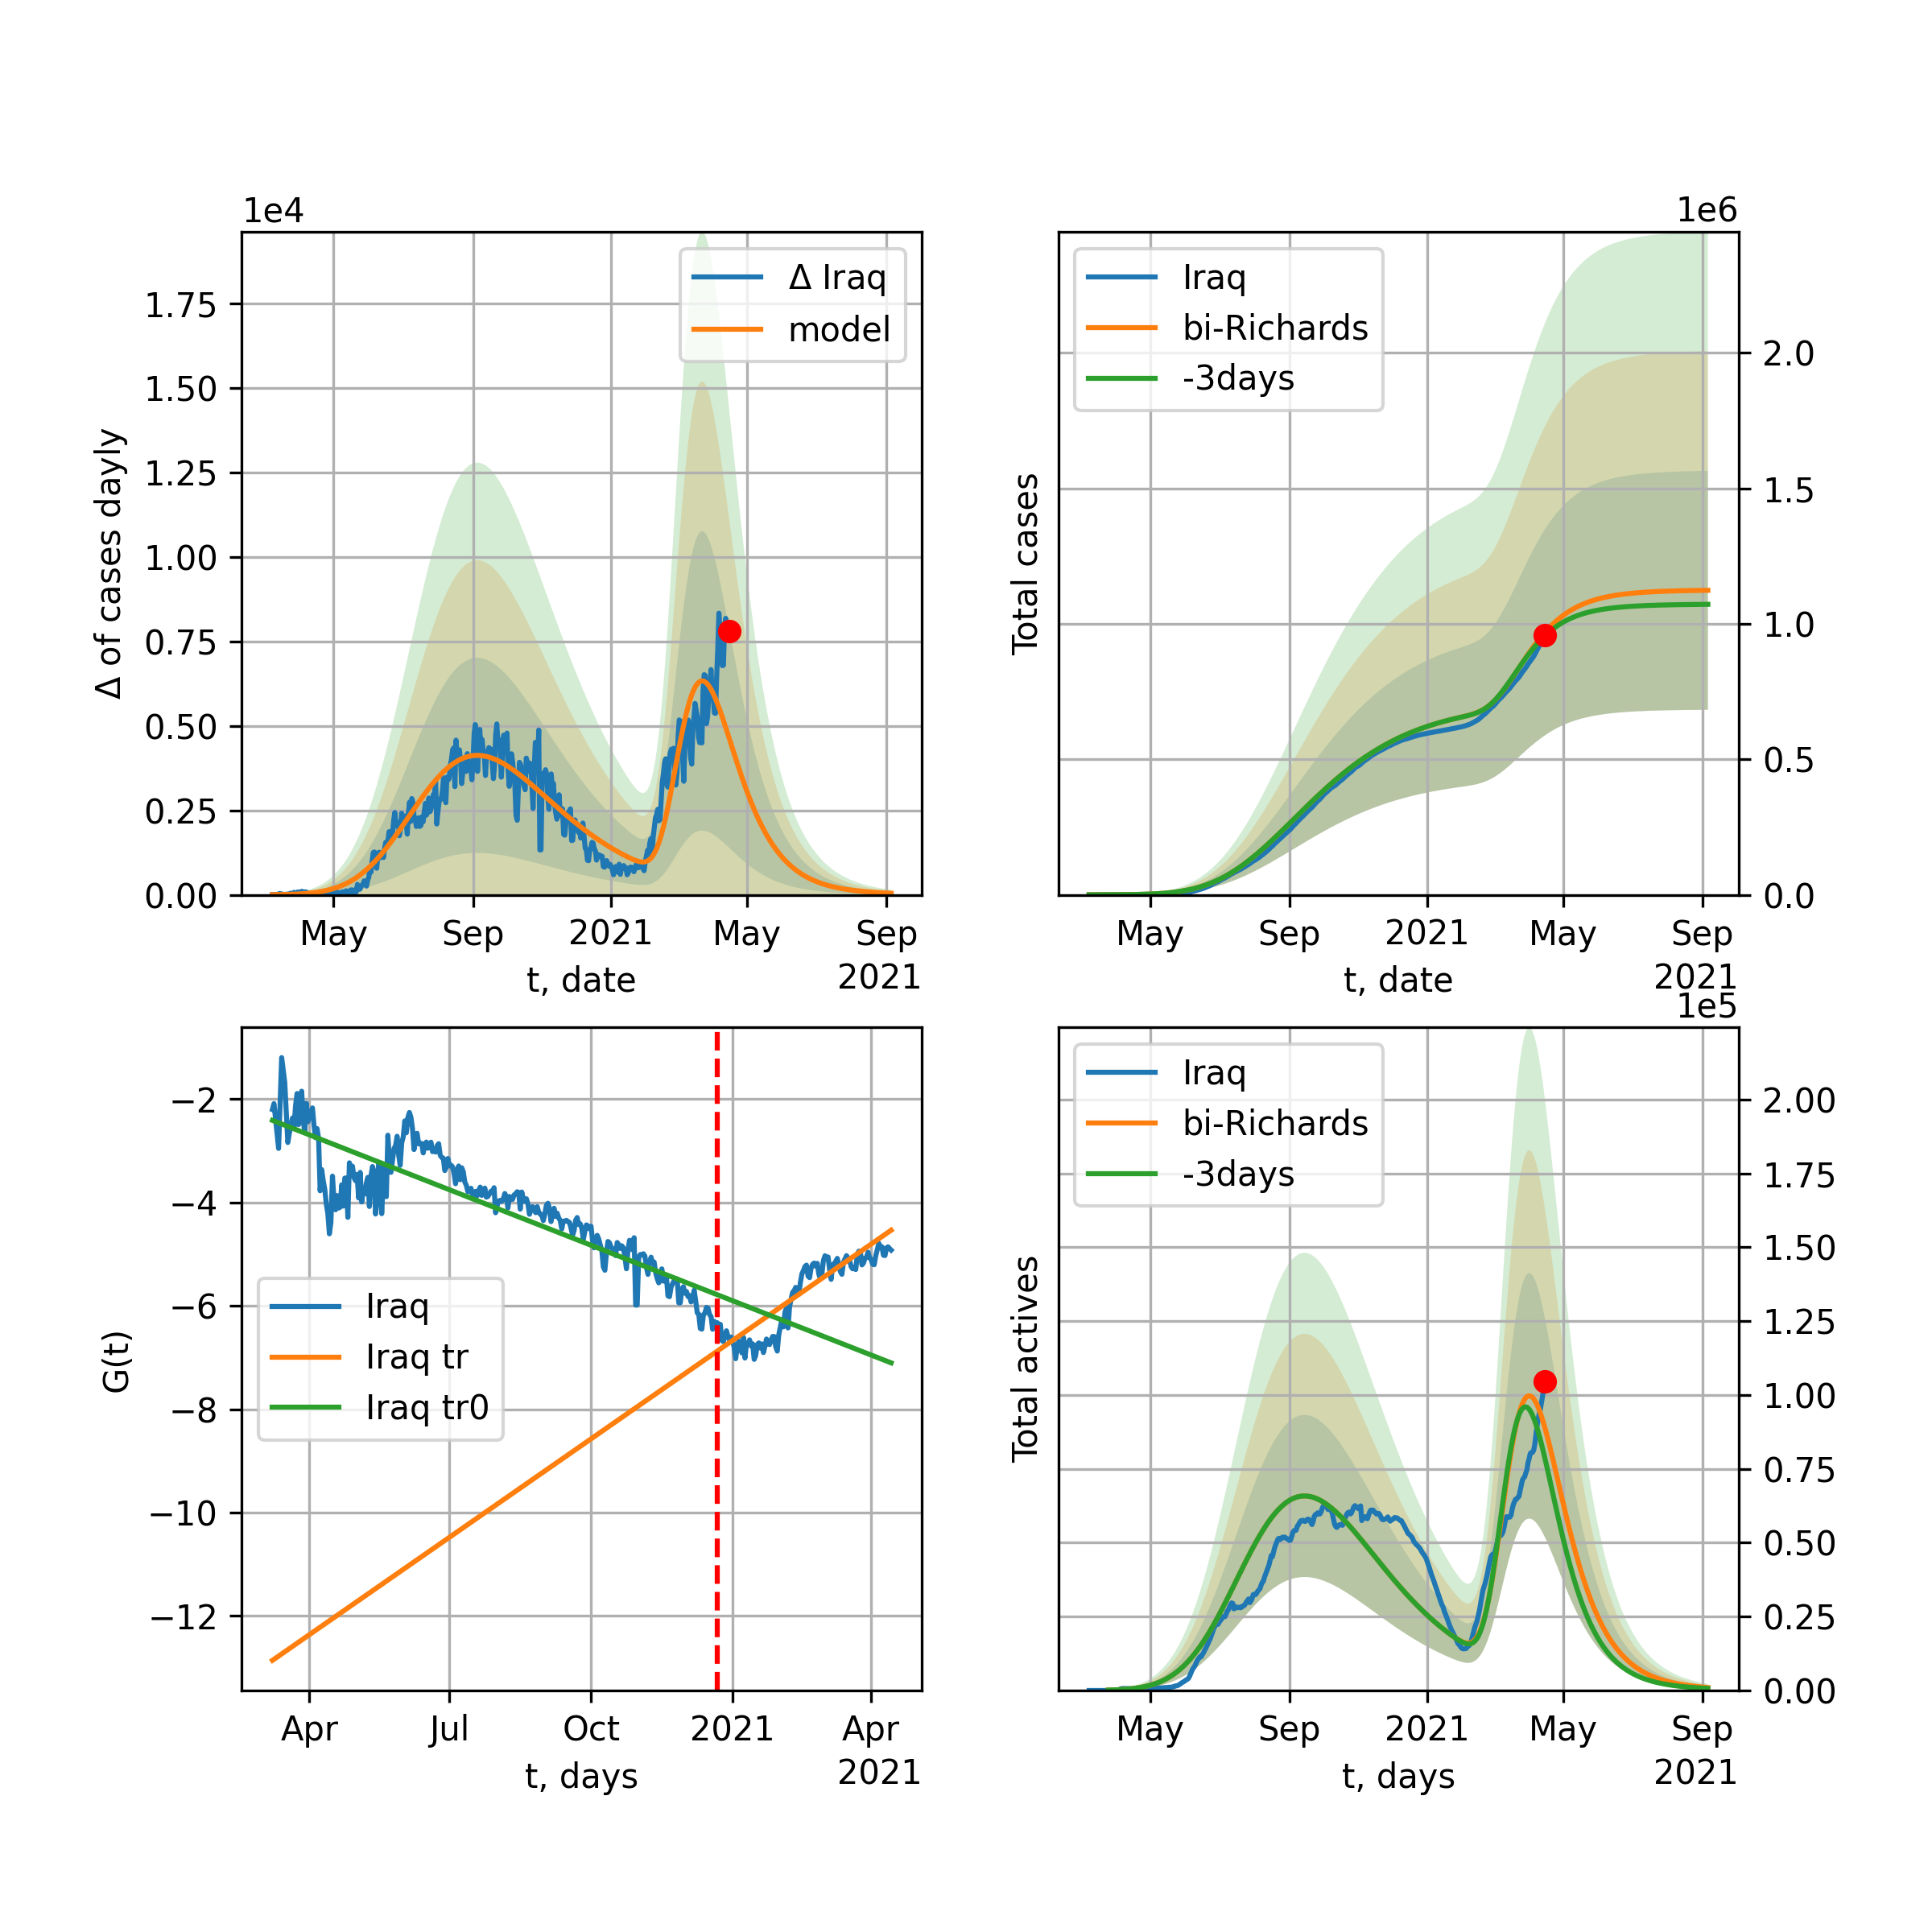 1e4
Δ of cases dayly
1.75
1.50
1.25
1.00
0.75
0.50
0.25
0.00
Δ Iraq
model
May Sep 2021 May Sep
2021
t, date
1e6
Total cases
Iraq
bi-Richards
-3days
2.0
1.5
1.0
0.5
0.0
May Sep 2021 May Sep
2021
t, date
G(t)
−2
−4
−6
−8
−10
−12
Iraq
Iraq tr
Iraq tr0
Apr Jul Oct 2021 Apr
2021
t, days
1e5
Total actives
Iraq
bi-Richards
-3days
2.00
1.75
1.50
1.25
1.00
0.75
0.50
0.25
0.00
May Sep 2021 May Sep
2021
t, days